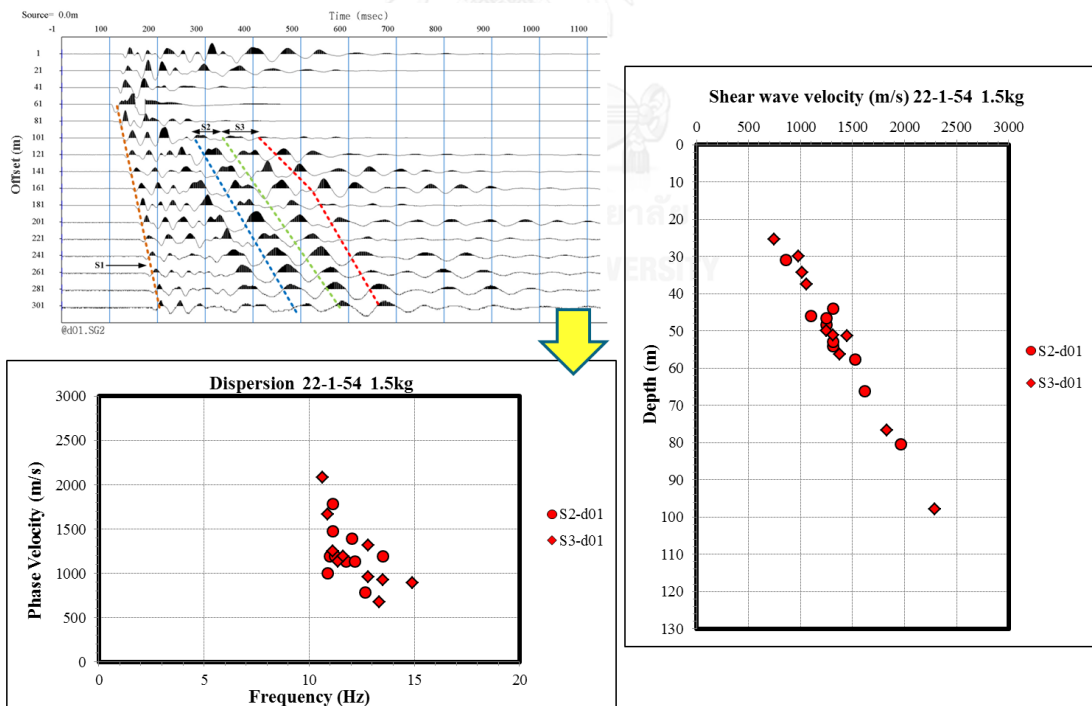 Source= 0.0m
Time (msec)
-1 100 200 300 400 500 600 700 800 900 1000 1100
Offset (m)
1
21
41
61
81
101
121
141
161
181
201
221
241
261
281
301
S2 S3
S1
@d01.SG2
าลัย
VERSITY
Dispersion 22-1-54 1.5kg
Phase Velocity (m/s)
3000
2500
2000
1500
1000
500
0
0 5 10 15 20
Frequency (Hz)
S2-d01
S3-d01
Shear wave velocity (m/s) 22-1-54 1.5kg
0 500 1000 1500 2000 2500 3000
Depth (m)
0
10
20
30
40
50
60
70
80
90
100
110
120
130
S2-d01
S3-d01